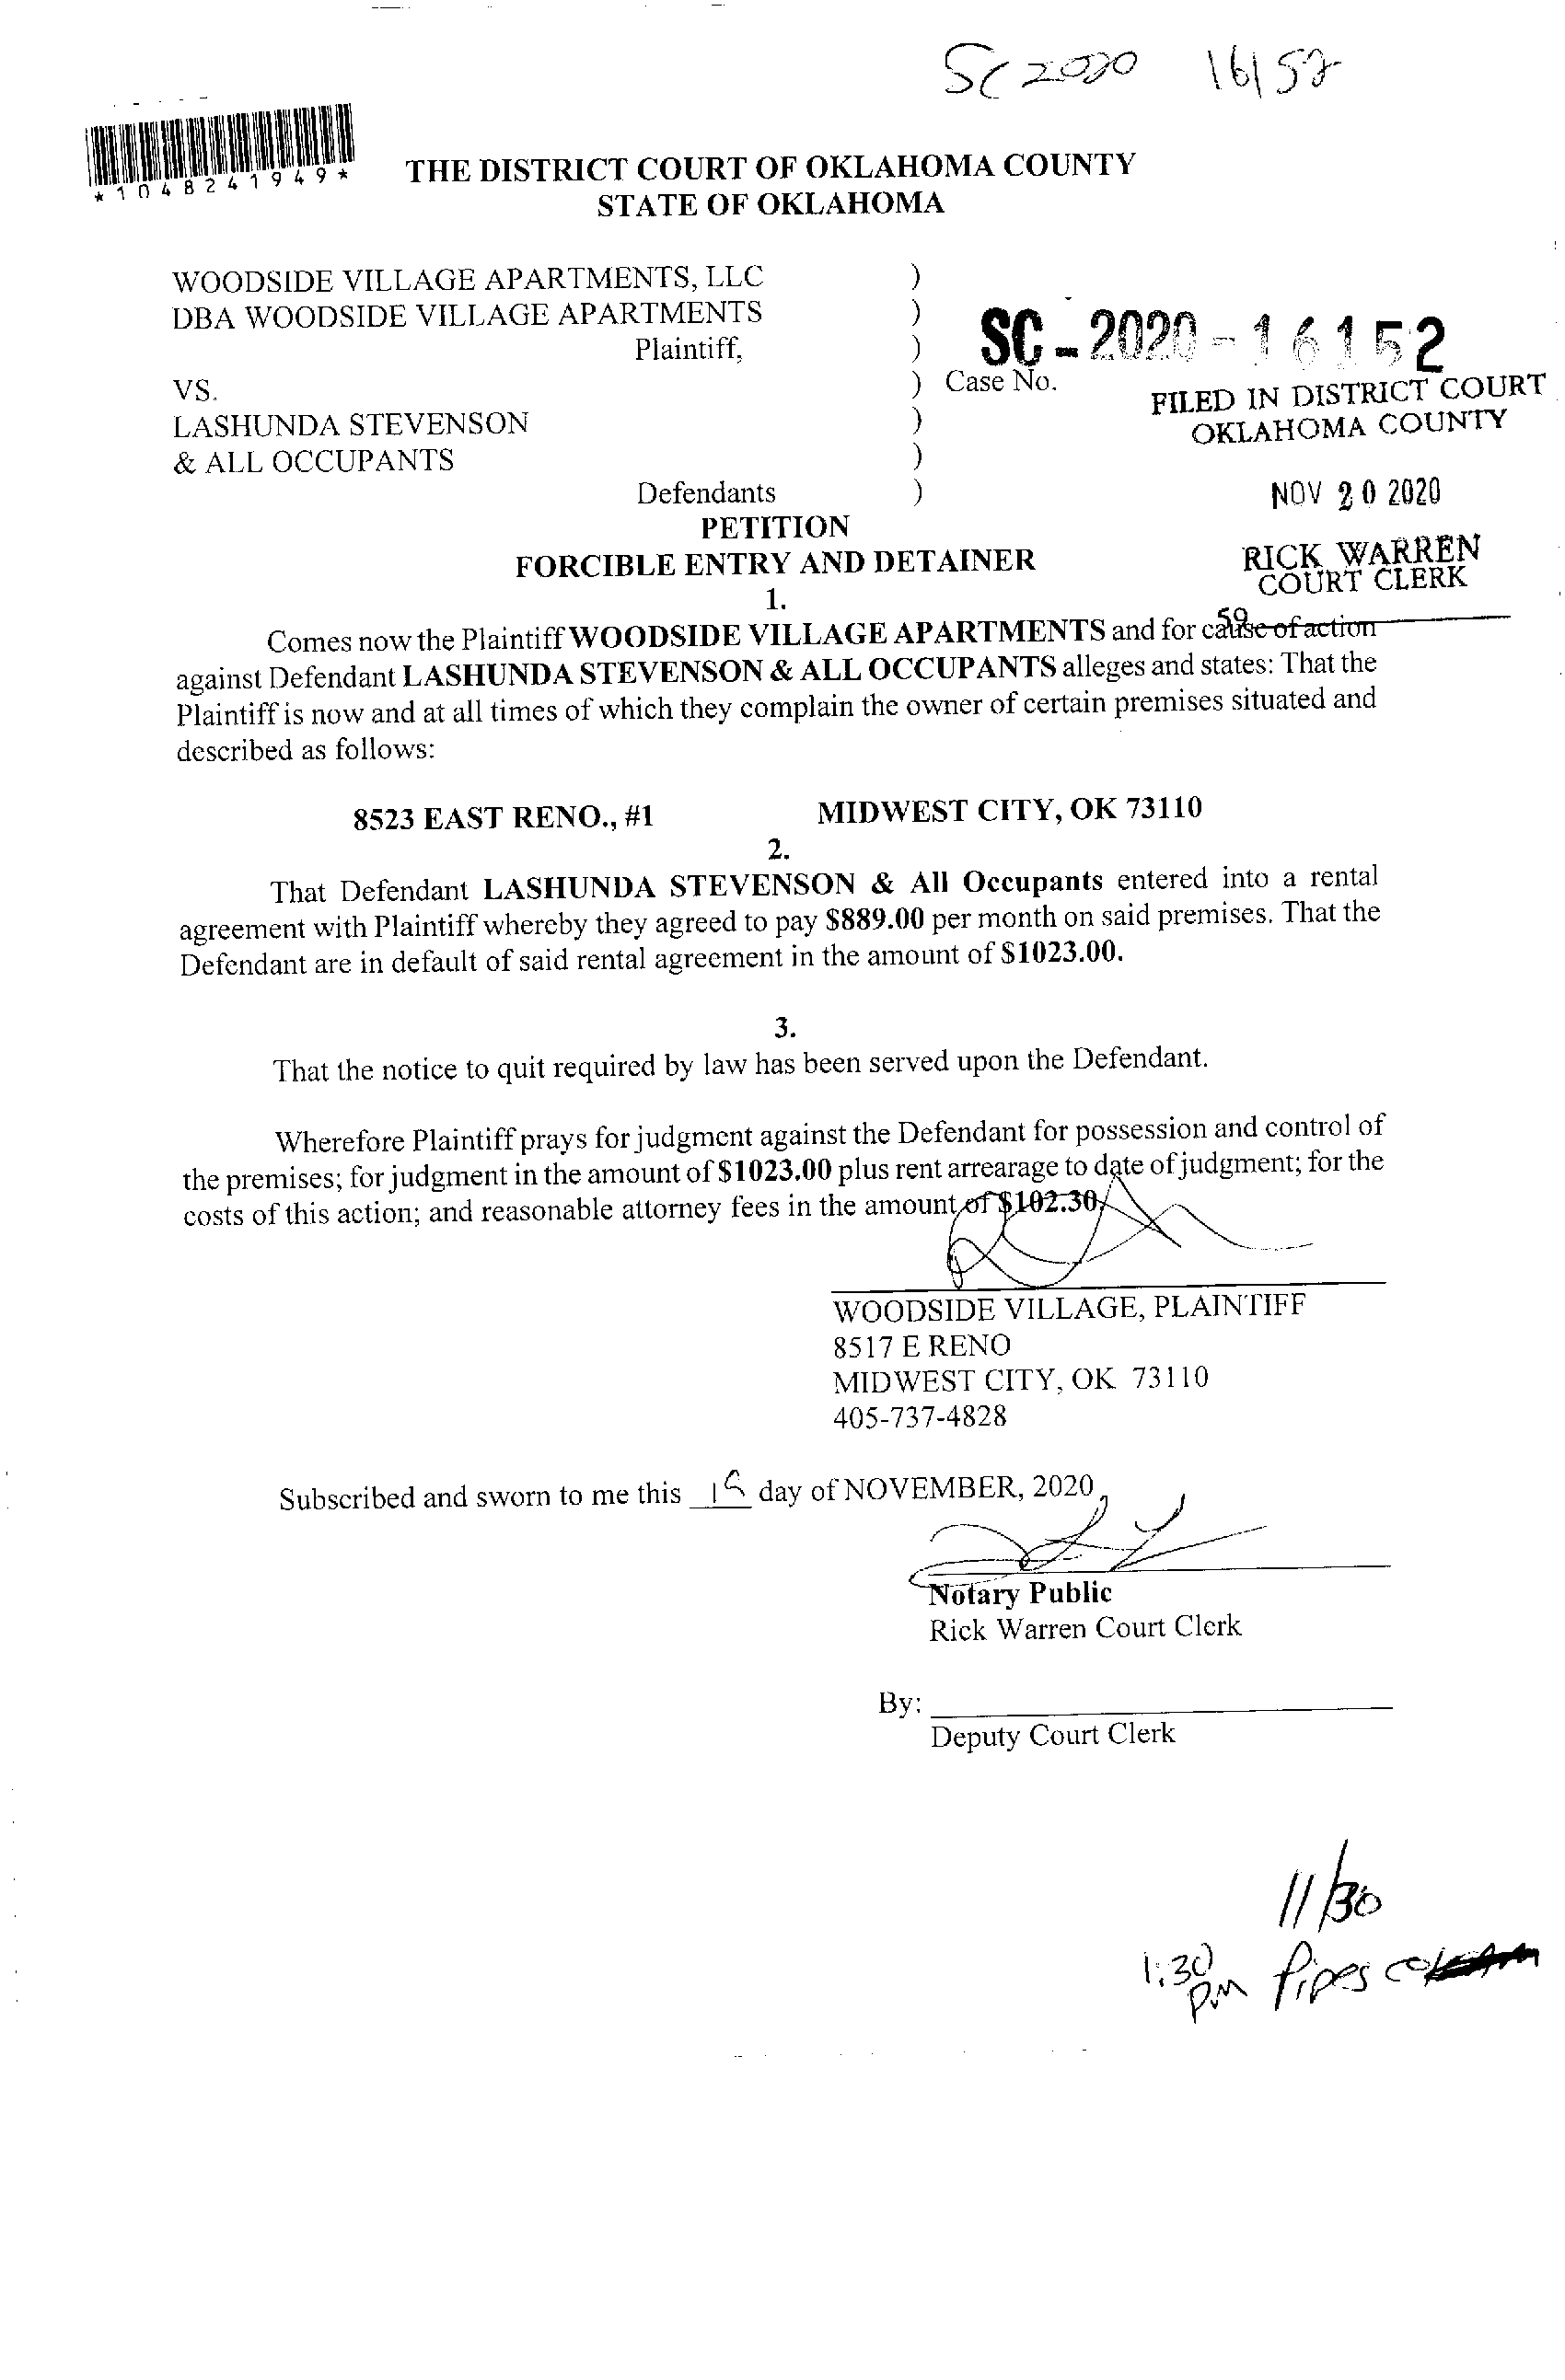 SC 2020 16152
*1048241949*
THE DISTRICT COURT OF OKLAHOMA COUNTY
STATE OF OKLAHOMA
WOODSIDE VILLAGE APARTMENTS, LLC )
DBA WOODSIDE VILLAGE APARTMENTS )
Plaintiff, )
SC-2020-16152
VS. ) Case No.
FILED IN DISTRICT COURT
OKLAHOMA COUNTY
LASHUNDA STEVENSON )
& ALL OCCUPANTS )
Defendants )
NOV 20 2020
PETITION
FORCIBLE ENTRY AND DETAINER
RICK WARREN
COURT CLERK
1.
59
Comes now the Plaintiff WOODSIDE VILLAGE APARTMENTS and for cause of action
against Defendant LASHUNDA STEVENSON & ALL OCCUPANTS alleges and states: That the
Plaintiff is now and at all times of which they complain the owner of certain premises situated and
described as follows:
8523 EAST RENO., #1 MIDWEST CITY, OK 73110
2.
That Defendant LASHUNDA STEVENSON & All Occupants entered into a rental
agreement with Plaintiff whereby they agreed to pay $889.00 per month on said premises. That the
Defendant are in default of said rental agreement in the amount of $1023.00.
3.
That the notice to quit required by law has been served upon the Defendant.
Wherefore Plaintiff prays for judgment against the Defendant for possession and control of
the premises; for judgment in the amount of $1023.00 plus rent arrearage to date of judgment; for the
costs of this action; and reasonable attorney fees in the amount of $102.30
WOODSIDE VILLAGE, PLAINTIFF
8517 E RENO
MIDWEST CITY, OK 73110
405-737-4828
Subscribed and sworn to me this 19 day of NOVEMBER, 2020
Notary Public
Rick Warren Court Clerk
By:
Deputy Court Clerk
11/30
1:30 pm Pipes